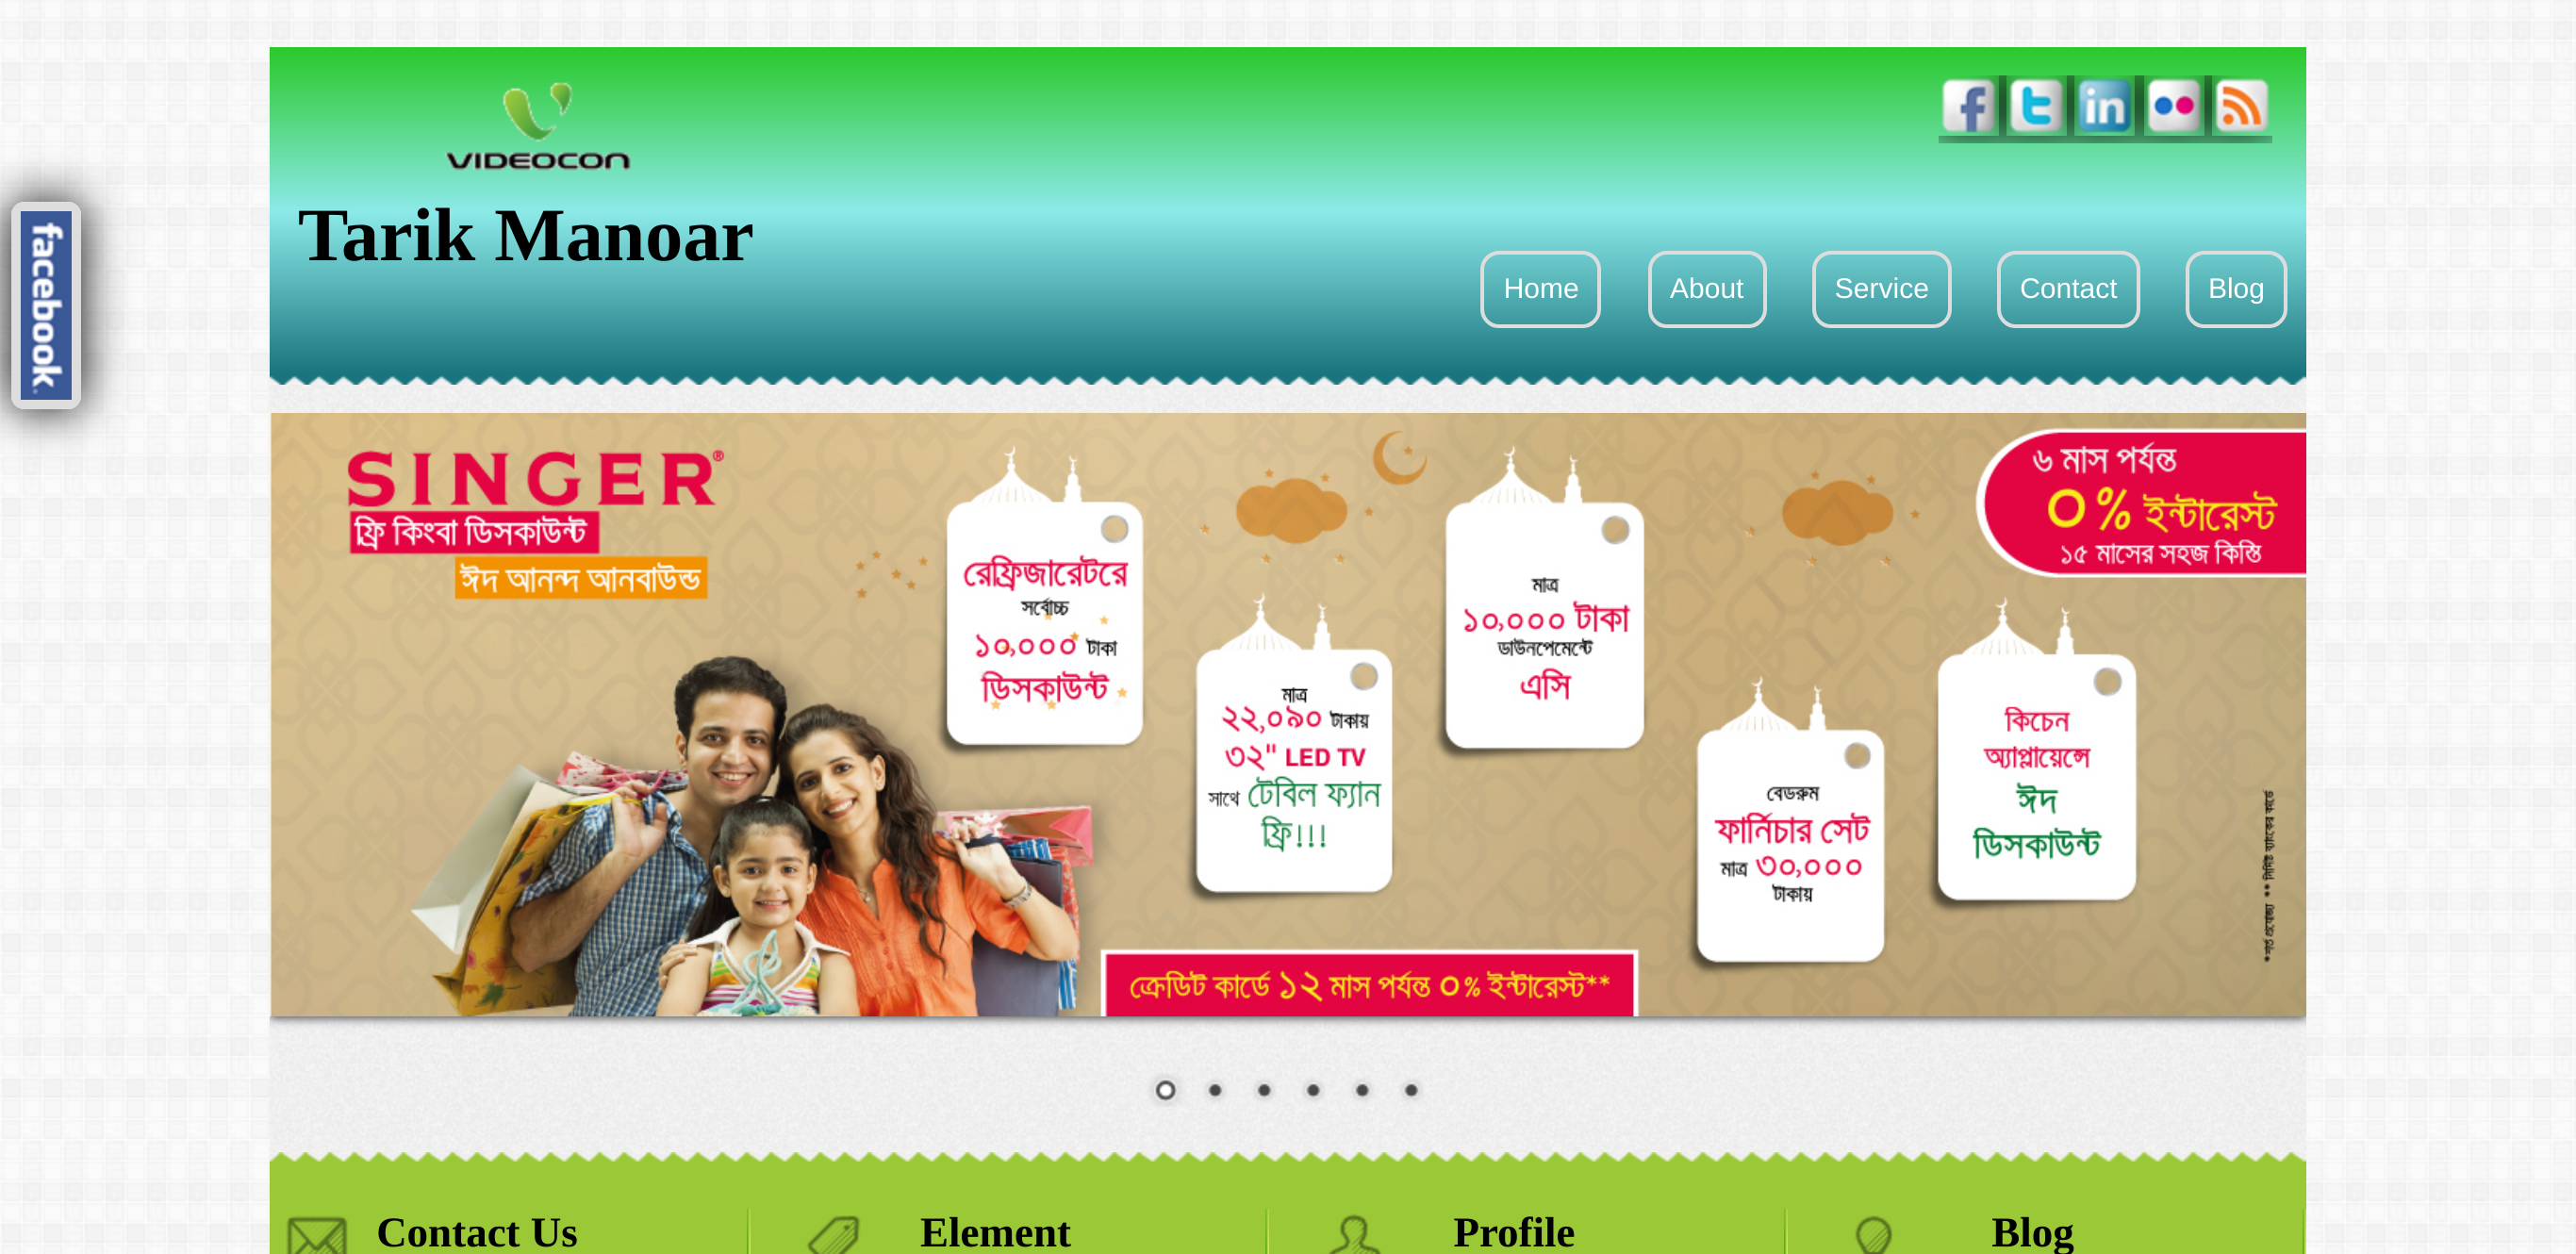 VIDEOCON
Tarik Manoar
facebook
Home
About
Service
Contact
Blog
SINGER®
ফ্রি কিংবা ডিসকাউন্ট
ঈদ আনন্দ আনবাউন্ড
রেফ্রিজারেটরে
সর্বোচ্চ
১০,০০০ টাকা
ডিসকাউন্ট
মাত্র
২২,০৯০ টাকায়
৩২" LED TV
সাথে টেবিল ফ্যান
ফ্রি!!!
মাত্র
১০,০০০ টাকা
ডাউনপেমেন্টে
এসি
বেডরুম
ফার্নিচার সেট
মাত্র ৩০,০০০
টাকায়
৬ মাস পর্যন্ত
০% ইন্টারেস্ট
১৫ মাসের সহজ কিস্তি
কিচেন
অ্যাপ্লায়েন্সে
ঈদ
ডিসকাউন্ট
*শর্ত প্রযোজ্য ** নির্দিষ্ট ব্যাংকের কার্ডে
ক্রেডিট কার্ডে ১২ মাস পর্যন্ত ০% ইন্টারেস্ট**
Contact Us
Element
Profile
Blog